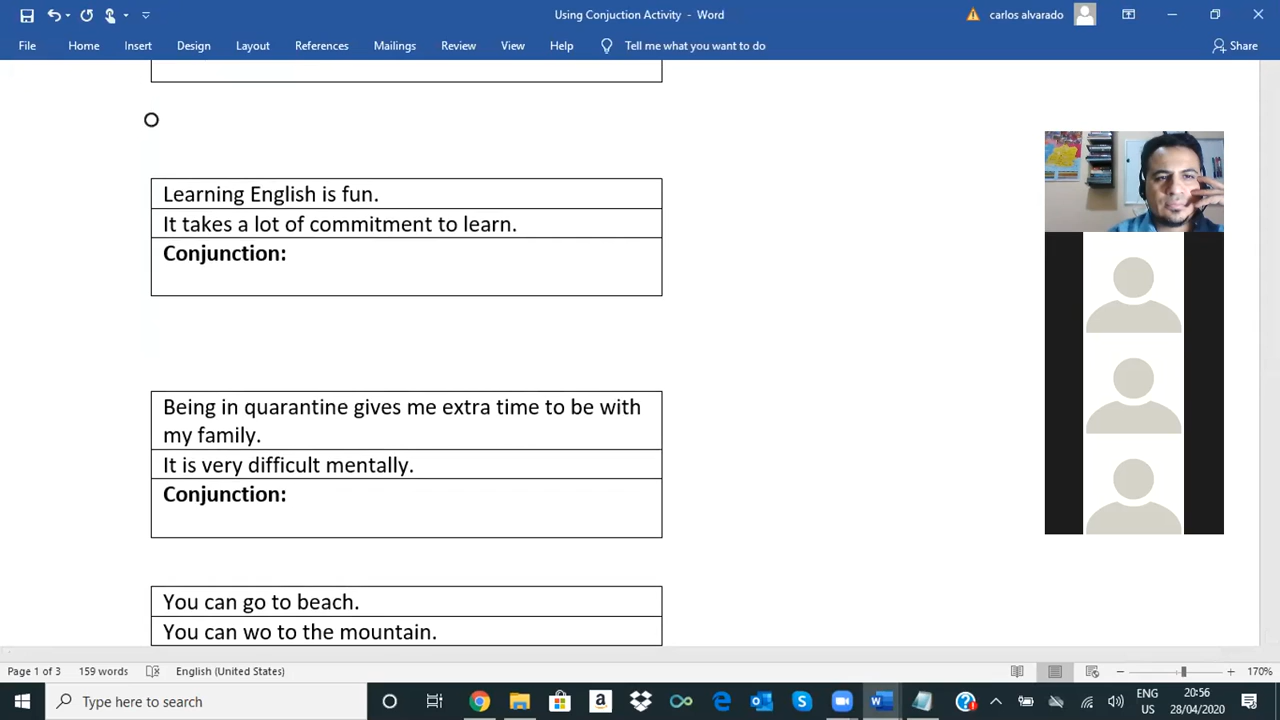 Using Conjuction Activity - Word
carlos alvarado
File Home Insert Design Layout References Mailings Review View Help Tell me what you want to do Share
Learning English is fun.
It takes a lot of commitment to learn.
Conjunction:
Being in quarantine gives me extra time to be with
my family.
It is very difficult mentally.
Conjunction:
You can go to beach.
You can wo to the mountain.
Page 1 of 3 159 words English (United States) 170%
Type here to search
ENG 20:56
US 28/04/2020